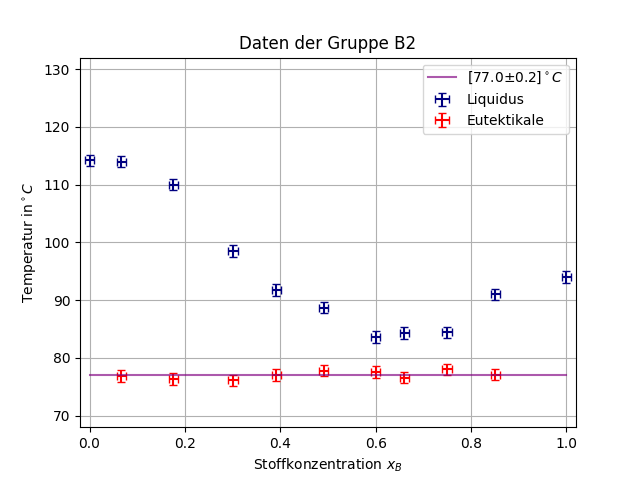 Daten der Gruppe B2
[77.0±0.2]°C
Liquidus
Eutektikale
130
120
110
100
90
80
70
Temperatur in °C
0.0 0.2 0.4 0.6 0.8 1.0
Stoffkonzentration x_B